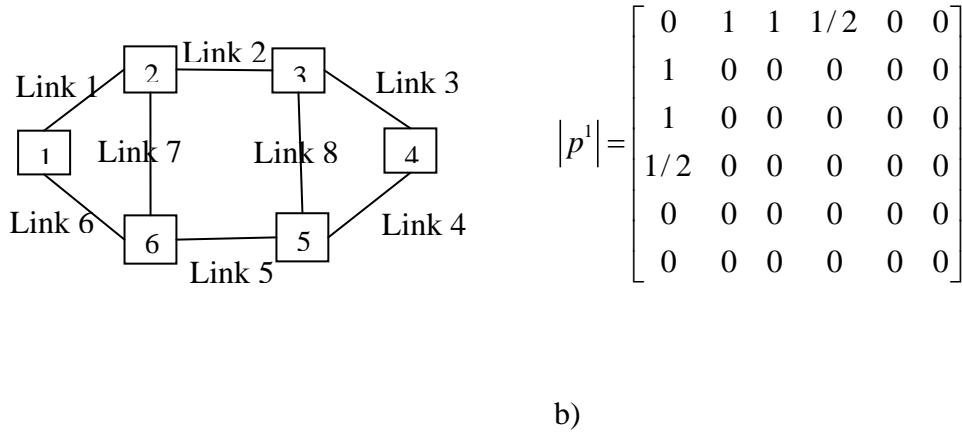 Link 2
2
3
Link 1
Link 3
1
Link 7
Link 8
4
Link 6
6
5
Link 4
Link 5
|p¹| =
0 1 1 1/2 0 0
1 0 0 0 0 0
1 0 0 0 0 0
1/2 0 0 0 0 0
0 0 0 0 0 0
0 0 0 0 0 0
b)